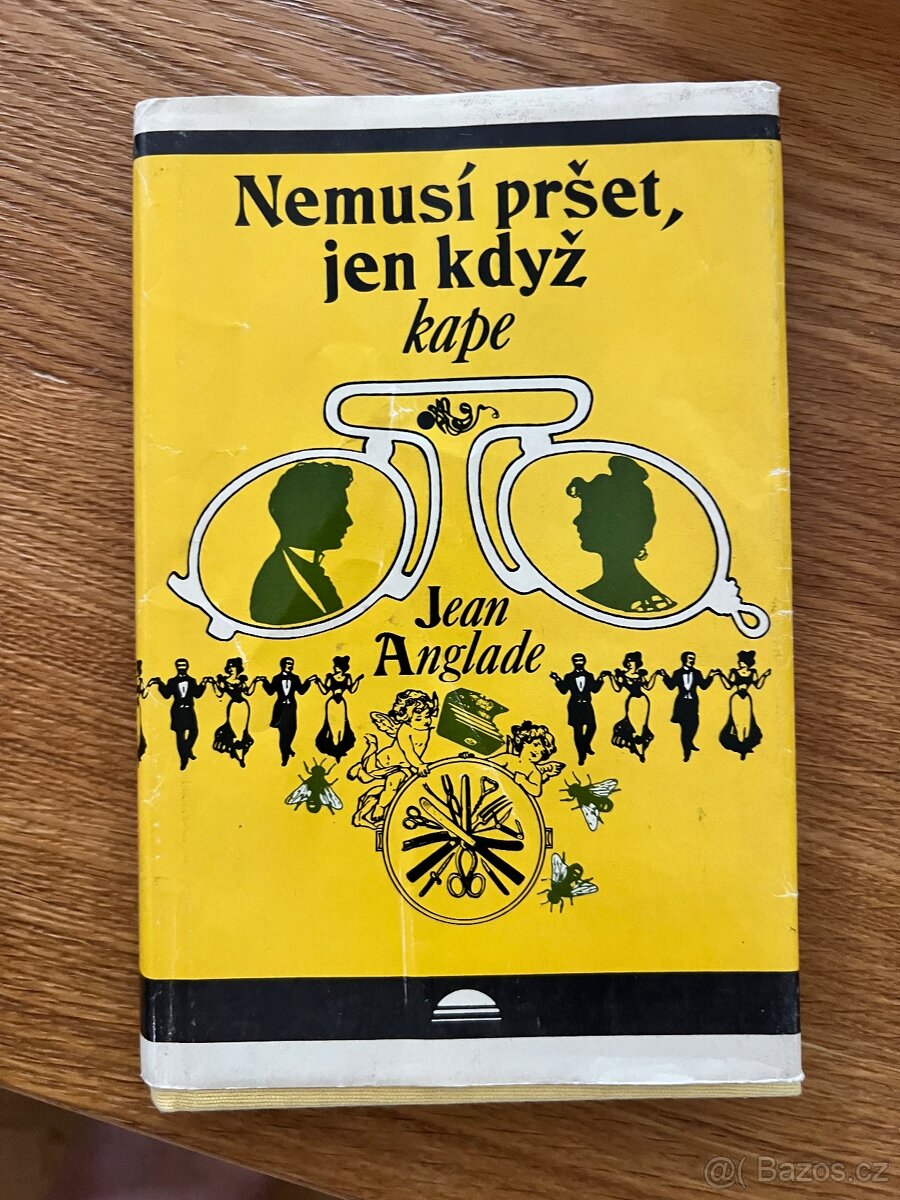 Nemusí pršet,
jen když
kape
Jean
Anglade
@( Bazos.cz